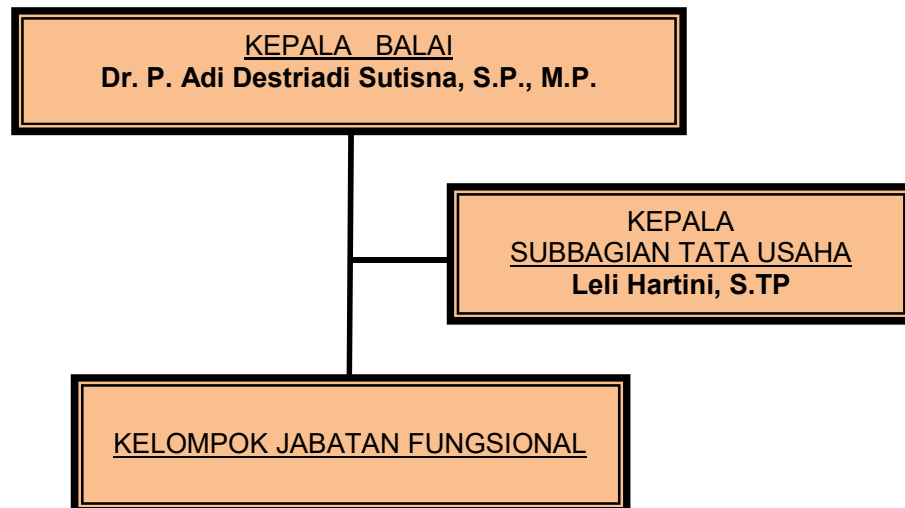 KEPALA BALAI
Dr. P. Adi Destriadi Sutisna, S.P., M.P.
KEPALA
SUBBAGIAN TATA USAHA
Leli Hartini, S.TP
KELOMPOK JABATAN FUNGSIONAL